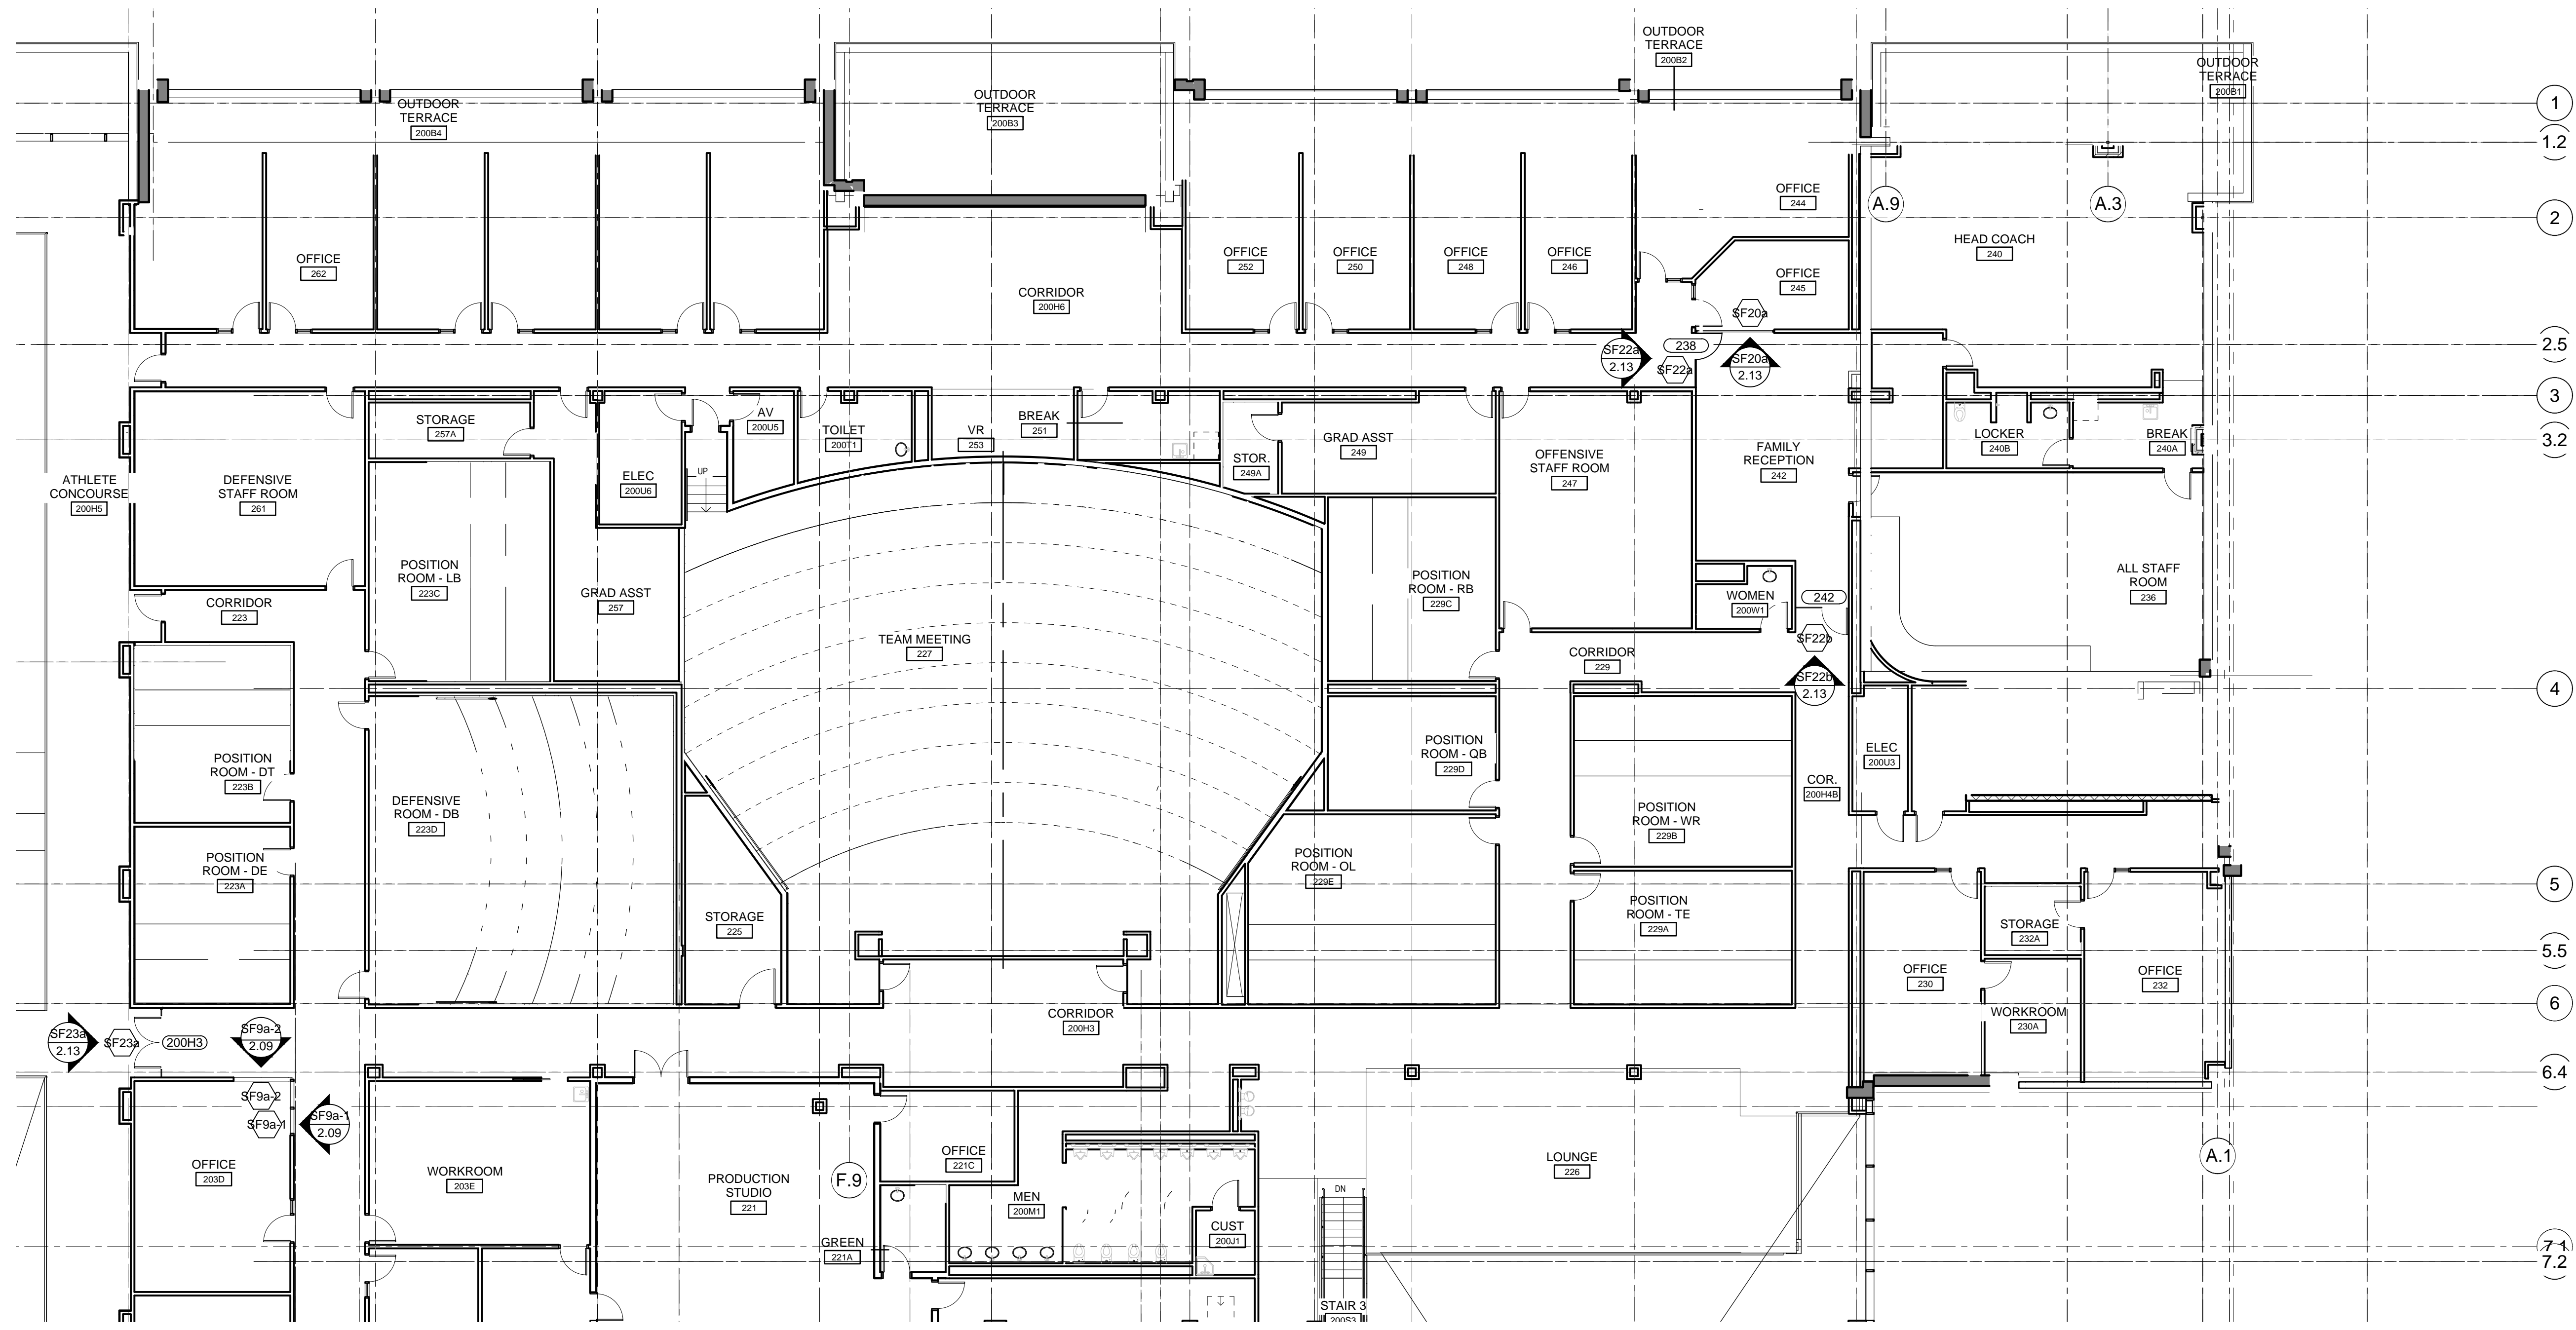 OUTDOOR
TERRACE
200B2
OUTDOOR
TERRACE
200B1
OUTDOOR
TERRACE
200B4
OUTDOOR
TERRACE
200B3
1
1.2
OFFICE
244
A.9
A.3
2
HEAD COACH
240
OFFICE
262
OFFICE
252
OFFICE
250
OFFICE
248
OFFICE
246
OFFICE
245
CORRIDOR
200H6
SF20a
SF22a
2.13
238
SF22a
SF20a
2.13
2.5
3
STORAGE
257A
AV
200U5
TOILET
200T1
VR
253
BREAK
251
GRAD ASST
249
STOR.
249A
OFFENSIVE
STAFF ROOM
247
FAMILY
RECEPTION
242
LOCKER
240B
BREAK
240A
3.2
ATHLETE
CONCOURSE
200H5
DEFENSIVE
STAFF ROOM
261
ELEC
200U6
UP
POSITION
ROOM - LB
223C
GRAD ASST
257
POSITION
ROOM - RB
229C
ALL STAFF
ROOM
236
CORRIDOR
223
WOMEN
200W1
242
SF22b
TEAM MEETING
227
CORRIDOR
229
SF22b
2.13
4
POSITION
ROOM - DT
223B
POSITION
ROOM - QB
229D
ELEC
200U3
COR.
200H4B
DEFENSIVE
ROOM - DB
223D
POSITION
ROOM - WR
229B
POSITION
ROOM - DE
223A
POSITION
ROOM - OL
229E
5
STORAGE
225
POSITION
ROOM - TE
229A
STORAGE
232A
5.5
OFFICE
230
OFFICE
232
6
CORRIDOR
200H3
WORKROOM
230A
SF23a
2.13
SF23a
200H3
SF9a-2
2.09
6.4
SF9a-2
SF9a-1
SF9a-1
2.09
OFFICE
203D
WORKROOM
203E
PRODUCTION
STUDIO
221
F.9
OFFICE
221C
LOUNGE
226
A.1
MEN
200M1
DN
CUST
200J1
GREEN
221A
7.1
7.2
STAIR 3
200S3